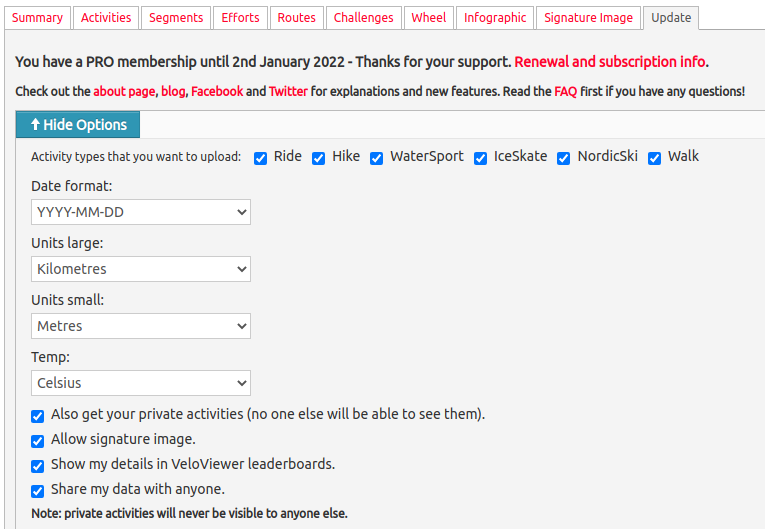 Summary Activities Segments Efforts Routes Challenges Wheel Infographic Signature Image Update
You have a PRO membership until 2nd January 2022 - Thanks for your support. Renewal and subscription info.
Check out the about page, blog, Facebook and Twitter for explanations and new features. Read the FAQ first if you have any questions!
Hide Options
Activity types that you want to upload: Ride Hike WaterSport IceSkate NordicSki Walk
Date format:
YYYY-MM-DD
Units large:
Kilometres
Units small:
Metres
Temp:
Celsius
Also get your private activities (no one else will be able to see them).
Allow signature image.
Show my details in VeloViewer leaderboards.
Share my data with anyone.
Note: private activities will never be visible to anyone else.